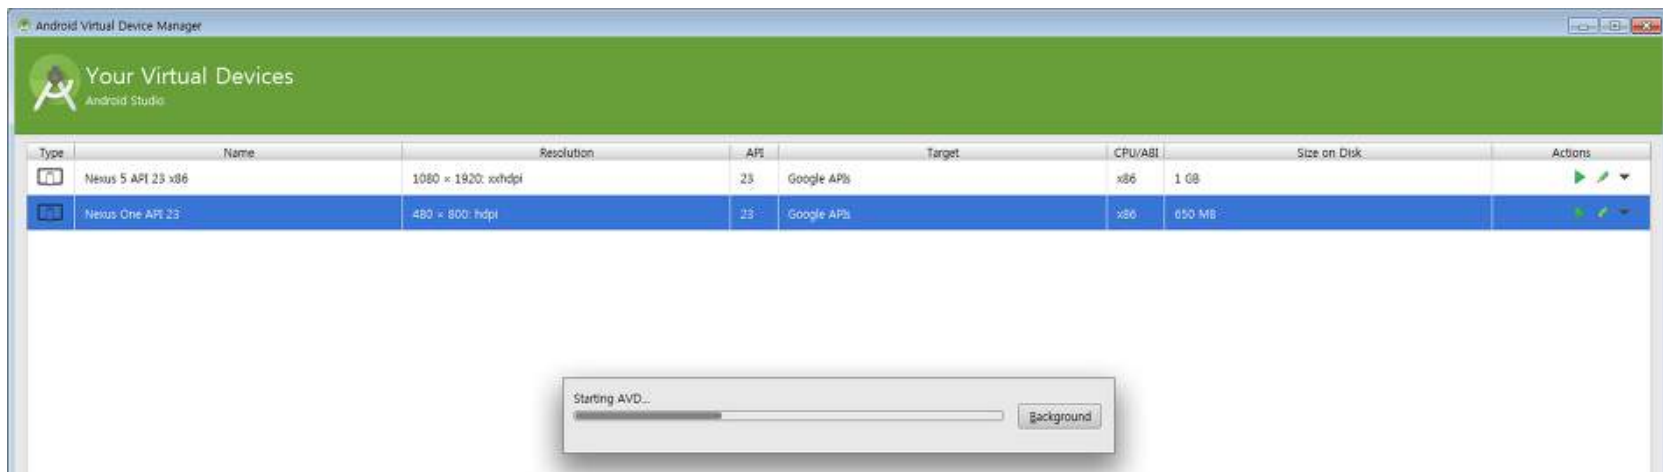 Android Virtual Device Manager
Your Virtual Devices
Android Studio
Type Name Resolution API Target CPU/ABI Size on Disk Actions
Nexus 5 API 23 x86 1080 × 1920: xxhdpi 23 Google APIs x86 1 GB
Nexus One API 23 480 × 800: hdpi 23 Google APIs x86 650 MB
Starting AVD...
Background